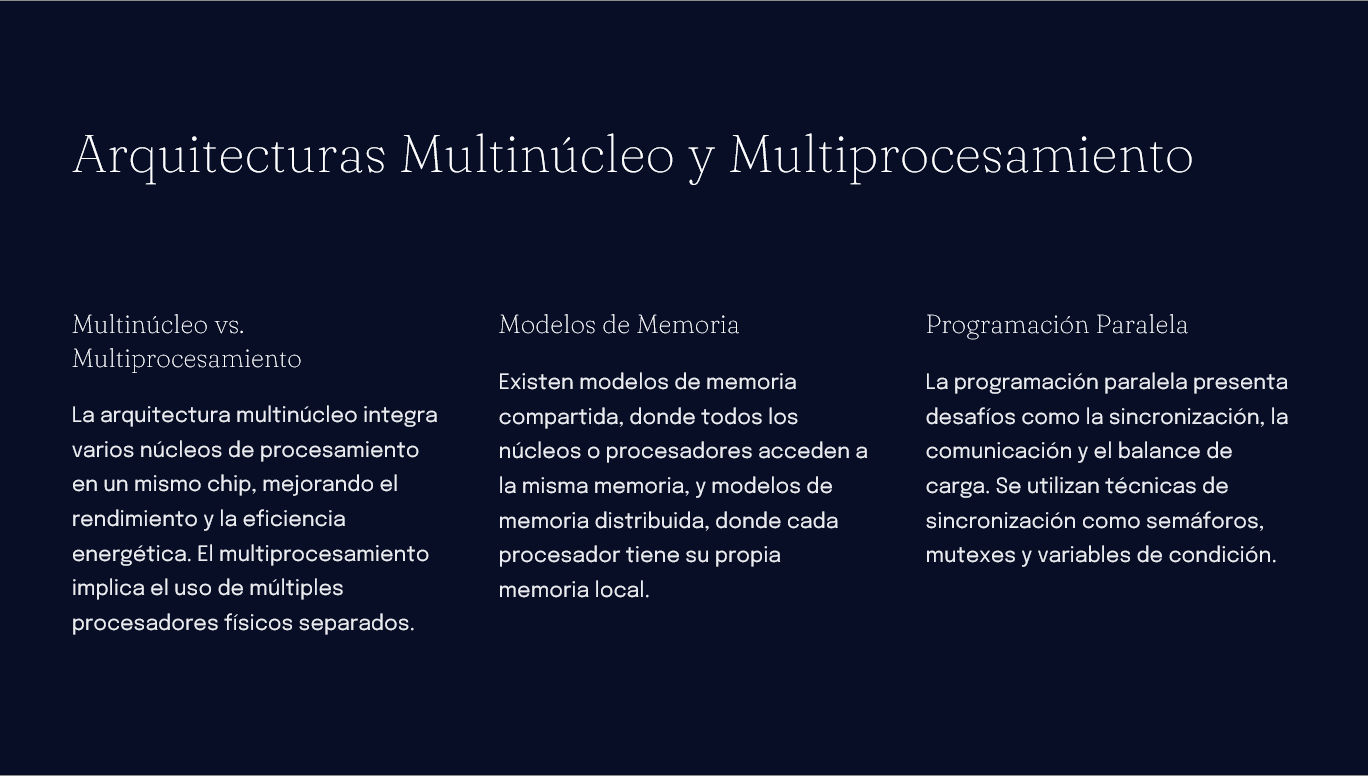 Arquitecturas Multinúcleo y Multiprocesamiento
Multinúcleo vs.
Multiprocesamiento
La arquitectura multinúcleo integra
varios núcleos de procesamiento
en un mismo chip, mejorando el
rendimiento y la eficiencia
energética. El multiprocesamiento
implica el uso de múltiples
procesadores físicos separados.
Modelos de Memoria
Existen modelos de memoria
compartida, donde todos los
núcleos o procesadores acceden a
la misma memoria, y modelos de
memoria distribuida, donde cada
procesador tiene su propia
memoria local.
Programación Paralela
La programación paralela presenta
desafíos como la sincronización, la
comunicación y el balance de
carga. Se utilizan técnicas de
sincronización como semáforos,
mutexes y variables de condición.